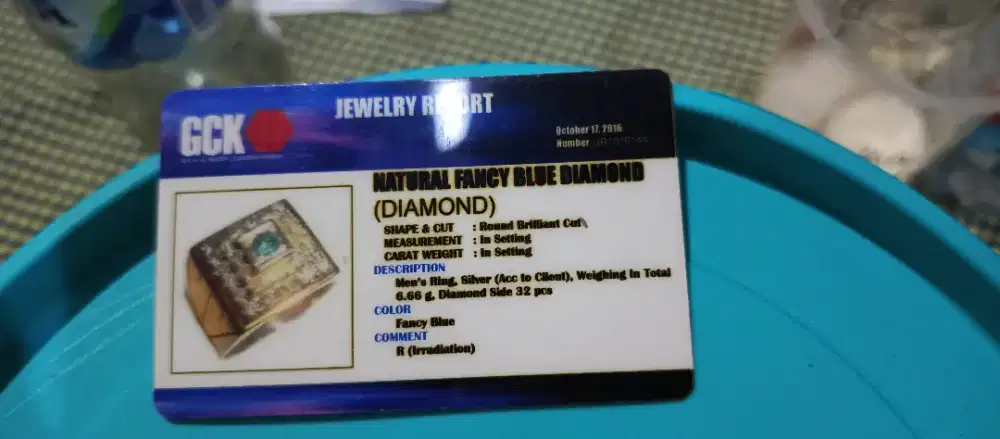 GCK
JEWELRY REPORT
October 17, 2016
Number
NATURAL FANCY BLUE DIAMOND
(DIAMOND)
SHAPE & CUT : Round Brilliant Cut
MEASUREMENT : In Setting
CARAT WEIGHT : In Setting
DESCRIPTION
Men's Ring, Silver (Acc to Client), Weighing In Total
6.66 g, Diamond Side 32 pcs
COLOR
Fancy Blue
COMMENT
R (Irradiation)